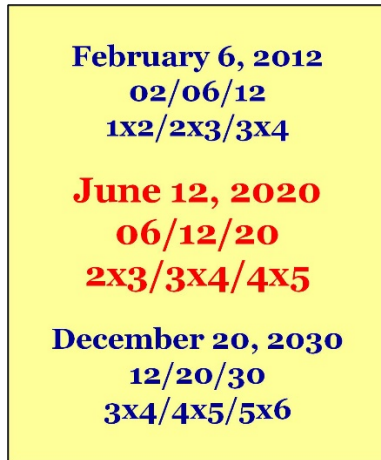 February 6, 2012
02/06/12
1x2/2x3/3x4
June 12, 2020
06/12/20
2x3/3x4/4x5
December 20, 2030
12/20/30
3x4/4x5/5x6